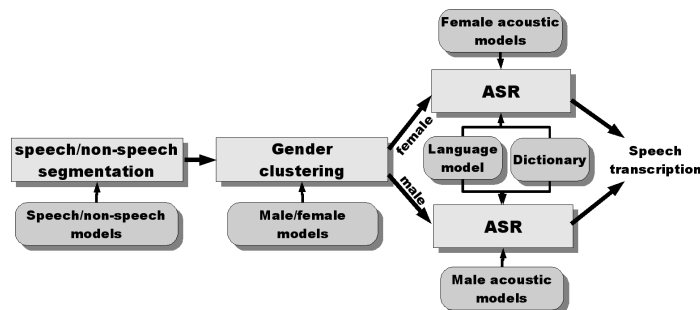 Female acoustic
models
ASR
speech/non-speech
segmentation
Gender
clustering
female
male
Language
model
Dictionary
Speech
transcription
Speech/non-speech
models
Male/female
models
ASR
Male acoustic
models